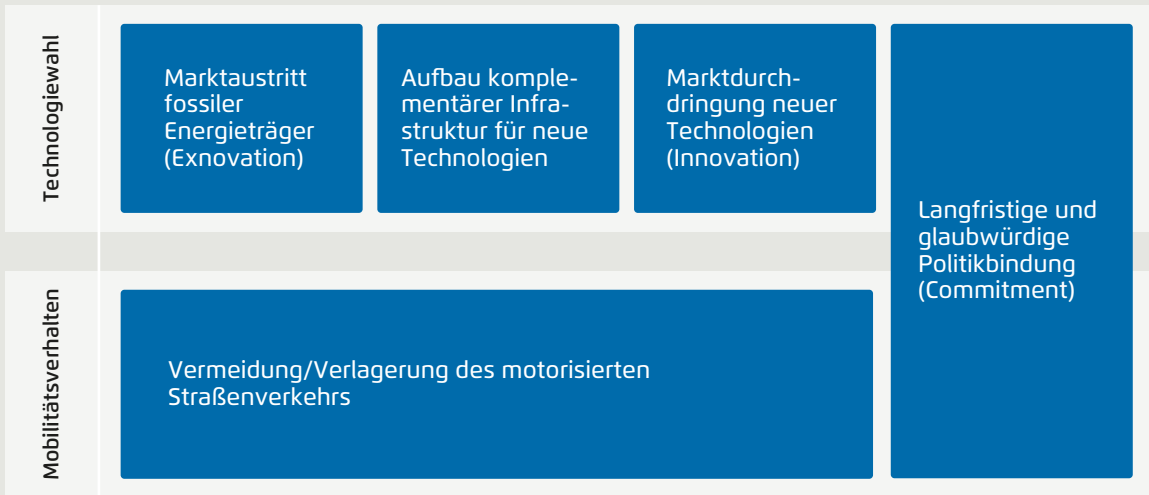 Technologiewahl
Marktaustritt
fossiler
Energieträger
(Exnovation)
Aufbau komple-
mentärer Infra-
struktur für neue
Technologien
Marktdurch-
dringung neuer
Technologien
(Innovation)
Langfristige und
glaubwürdige
Politikbindung
(Commitment)
Mobilitätsverhalten
Vermeidung/Verlagerung des motorisierten
Straßenverkehrs